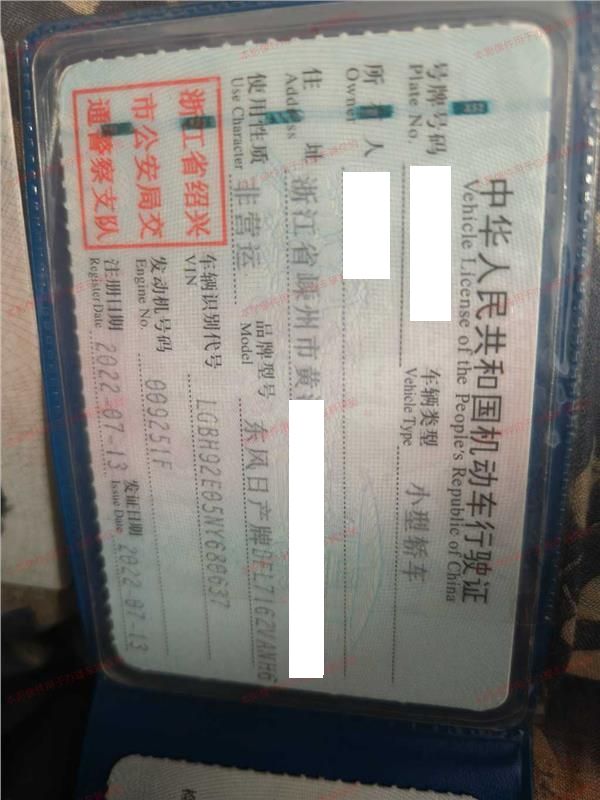 中华人民共和国机动车行驶证
Vehicle License of the People's Republic of China
号牌号码
Plate No.
车辆类型 小型轿车
Vehicle Type
所有人
Owner
住址 浙江省嵊州市黄
Address
使用性质 非营运
Use Character
品牌型号 东风日产牌DFL7162VANH6
Model
车辆识别代号 LGBH92E05NY680637
VIN
发动机号码 009251F
Engine No.
注册日期 2022-07-13
Register Date
发证日期 2022-07-13
Issue Date
浙江省绍兴
市公安局交
通警察支队